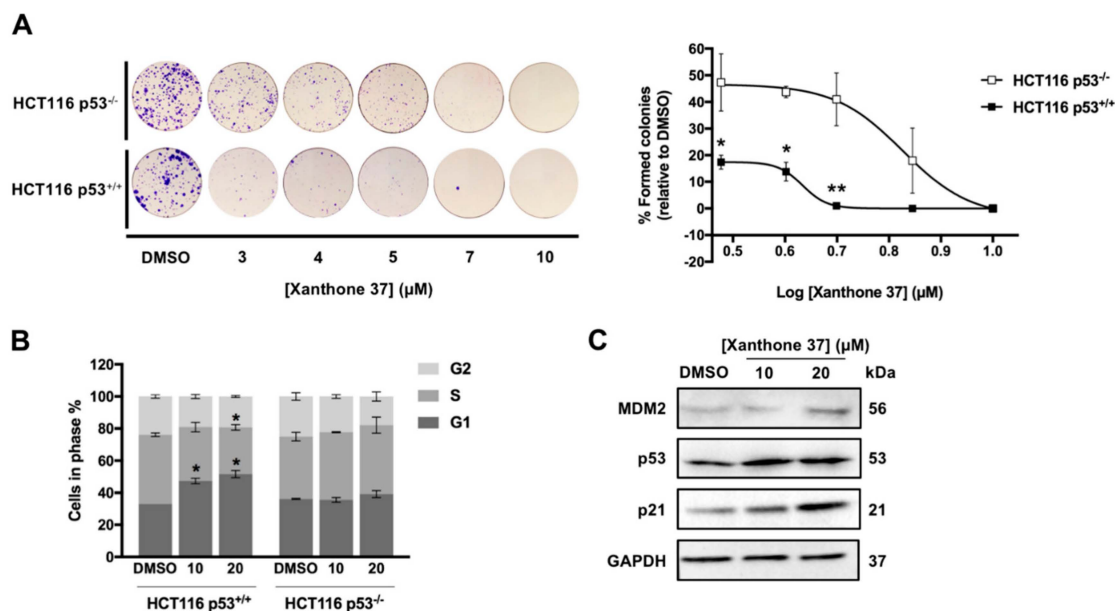 A
HCT116 p53-/-
HCT116 p53+/+
DMSO 3 4 5 7 10
[Xanthone 37] (µM)
% Formed colonies
(relative to DMSO)
60
50
40
30
20
10
0
-10
-20
* * **
0.5 0.6 0.7 0.8 0.9 1.0
Log [Xanthone 37] (µM)
HCT116 p53-/-
HCT116 p53+/+
B
Cells in phase %
120
100
80
60
40
20
0
*
* *
DMSO 10 20 DMSO 10 20
HCT116 p53+/+ HCT116 p53-/-
G2
S
G1
C
[Xanthone 37] (µM)
DMSO 10 20 kDa
MDM2 56
p53 53
p21 21
GAPDH 37